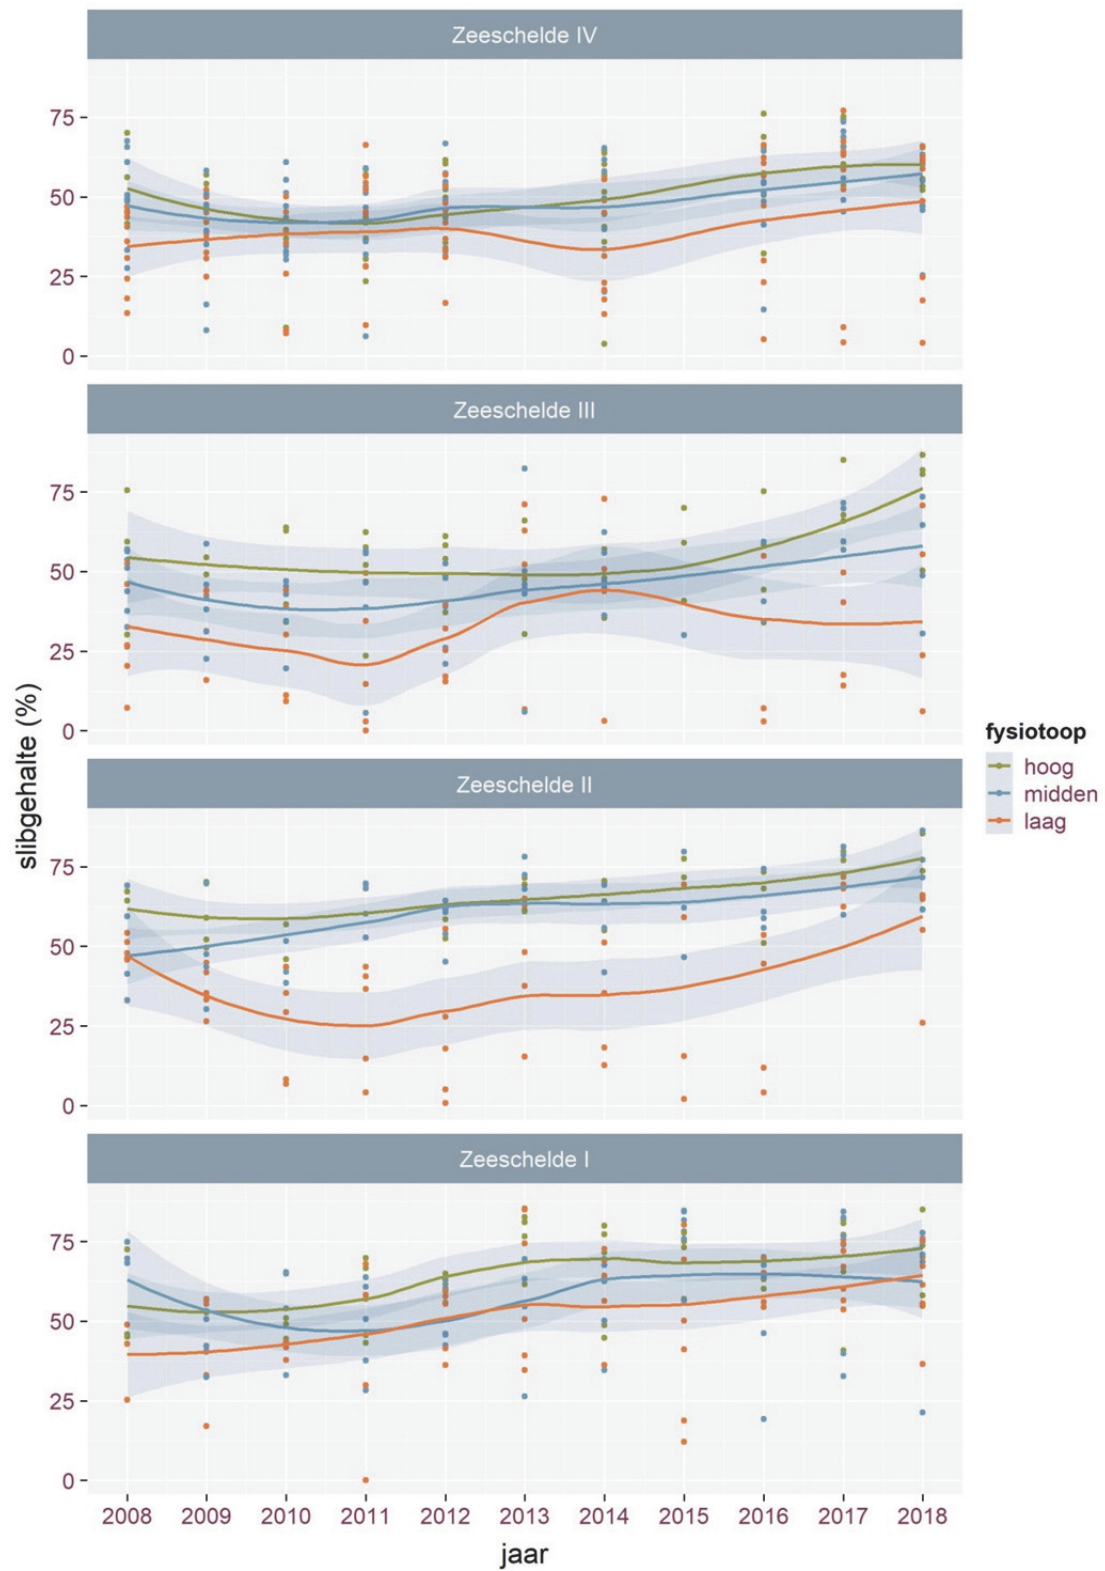 Zeeschelde IV
75
50
25
0
Zeeschelde III
75
50
25
0
slibgehalte (%)
fysiotoop
hoog
midden
laag
Zeeschelde II
75
50
25
0
Zeeschelde I
75
50
25
0
2008 2009 2010 2011 2012 2013 2014 2015 2016 2017 2018
jaar